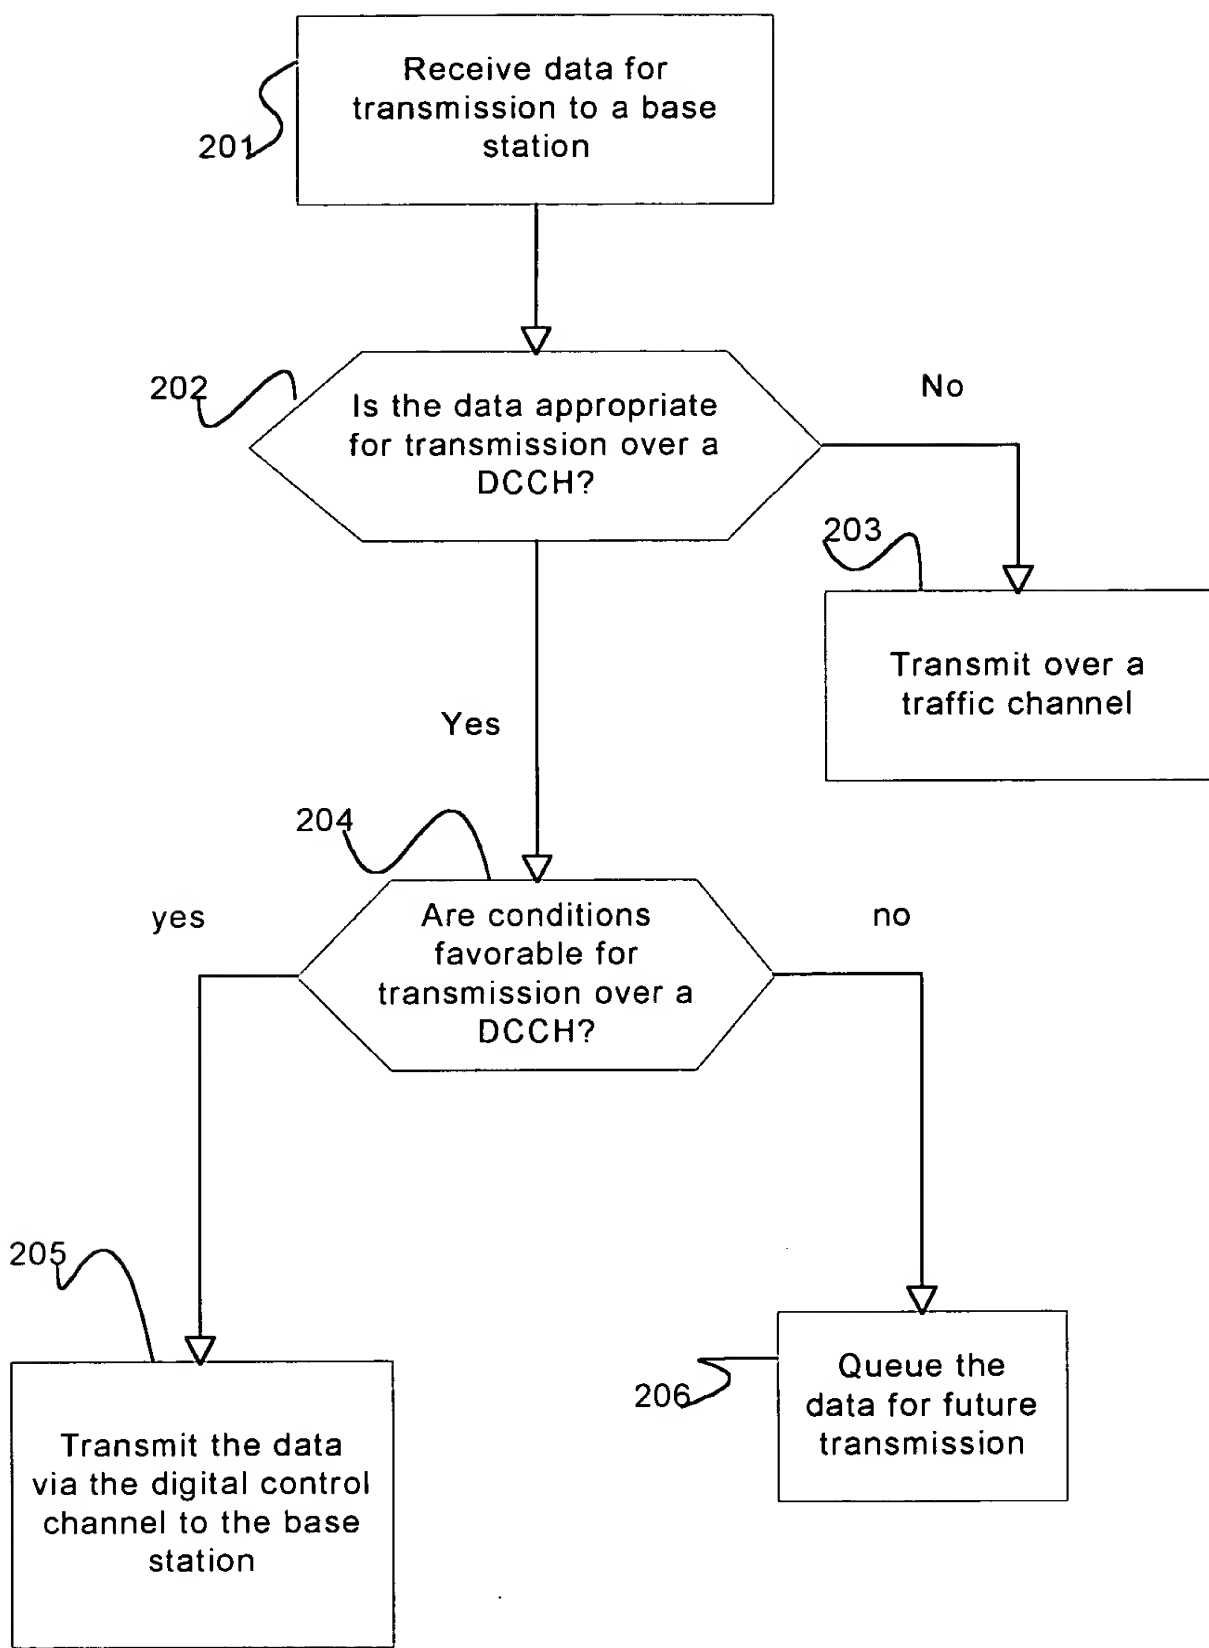 Receive data for
transmission to a base
station
201
202
Is the data appropriate
for transmission over a
DCCH?
No
203
Transmit over a
traffic channel
Yes
204
yes
Are conditions
favorable for
transmission over a
DCCH?
no
205
Transmit the data
via the digital control
channel to the base
station
206
Queue the
data for future
transmission